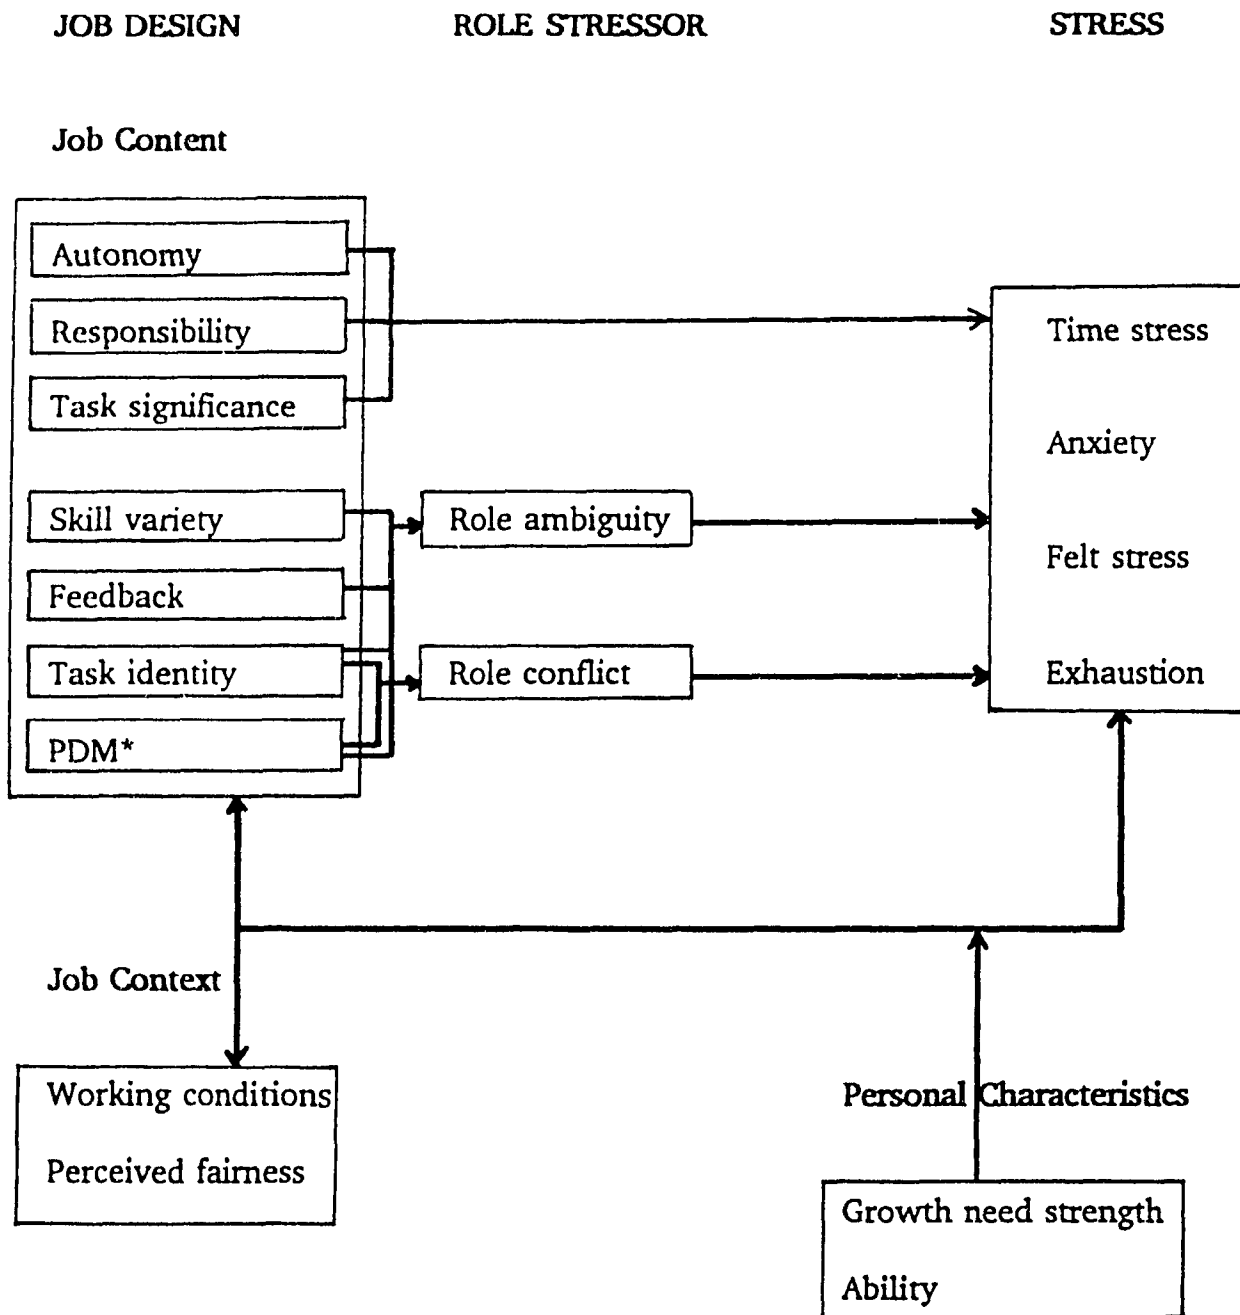 JOB DESIGN
ROLE STRESSOR
STRESS
Job Content
Autonomy
Responsibility
Task significance
Skill variety
Feedback
Task identity
PDM*
Role ambiguity
Role conflict
Time stress
Anxiety
Felt stress
Exhaustion
Job Context
Working conditions
Perceived fairness
Personal Characteristics
Growth need strength
Ability